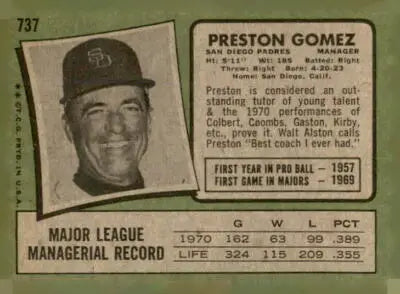 737
★★ ©T.C.G. PRTD. IN U.S.A.
SD
PRESTON GOMEZ
SAN DIEGO PADRES MANAGER
Ht: 5'11" Wt: 185 Batted: Right
Throw: Right Born: 4-20-23
Home: San Diego, Calif.
Preston is considered an out-
standing tutor of young talent
& the 1970 performances of
Colbert, Coombs, Gaston, Kirby,
etc., prove it. Walt Alston calls
Preston "Best coach I ever had."
FIRST YEAR IN PRO BALL — 1957
FIRST GAME IN MAJORS — 1969
MAJOR LEAGUE
MANAGERIAL RECORD
G W L PCT
1970 162 63 99 .389
LIFE 324 115 209 .355